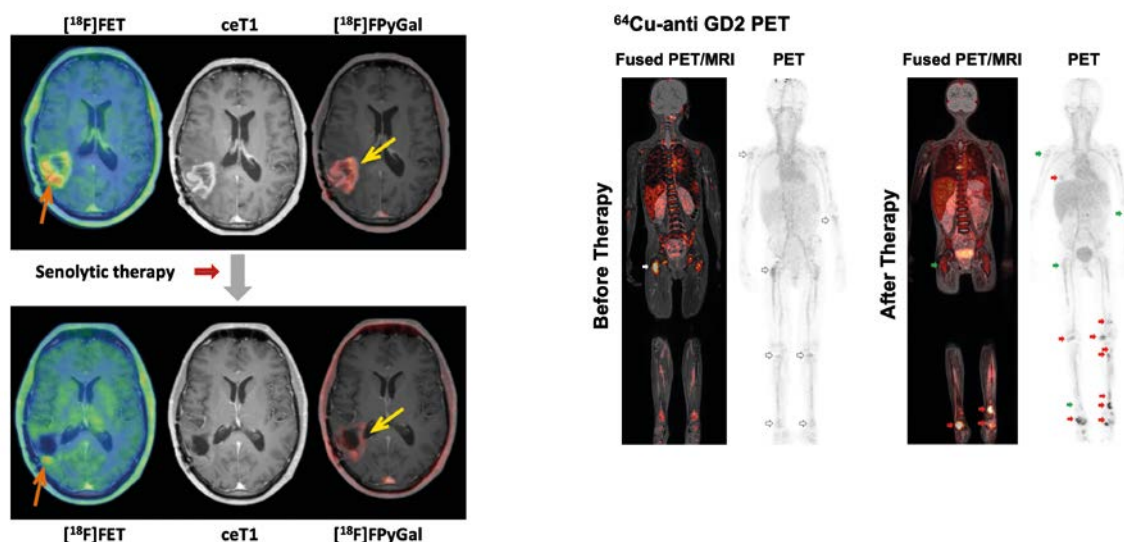 [¹⁸F]FET ceT1 [¹⁸F]FPyGal
Senolytic therapy
[¹⁸F]FET ceT1 [¹⁸F]FPyGal
⁶⁴Cu-anti GD2 PET
Fused PET/MRI PET
Before Therapy
Fused PET/MRI PET
After Therapy